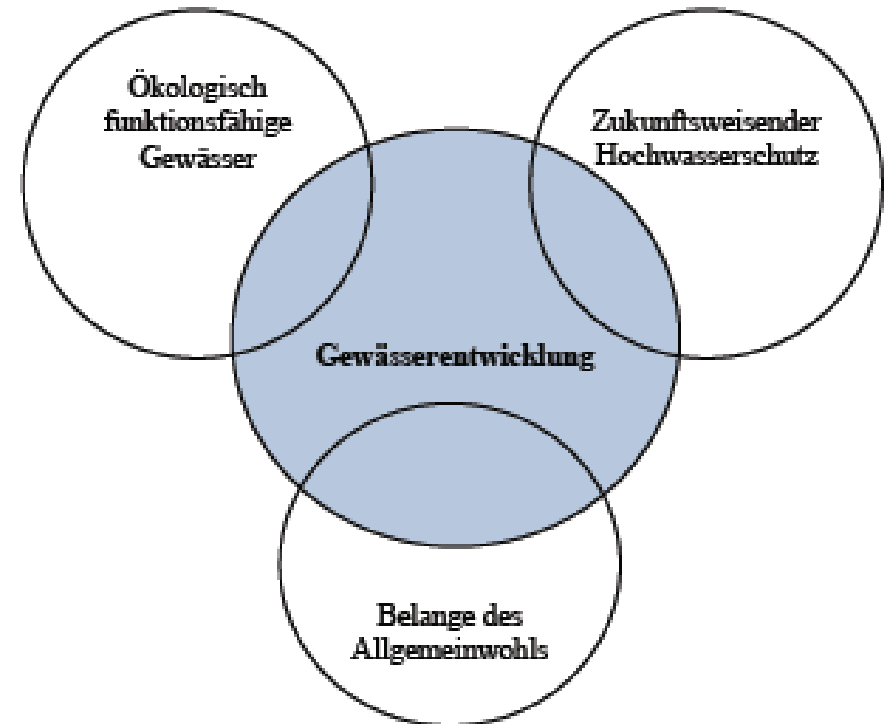 Ökologisch
funktionsfähige
Gewässer
Zukunftsweisender
Hochwasserschutz
Gewässerentwicklung
Belange des
Allgemeinwohls